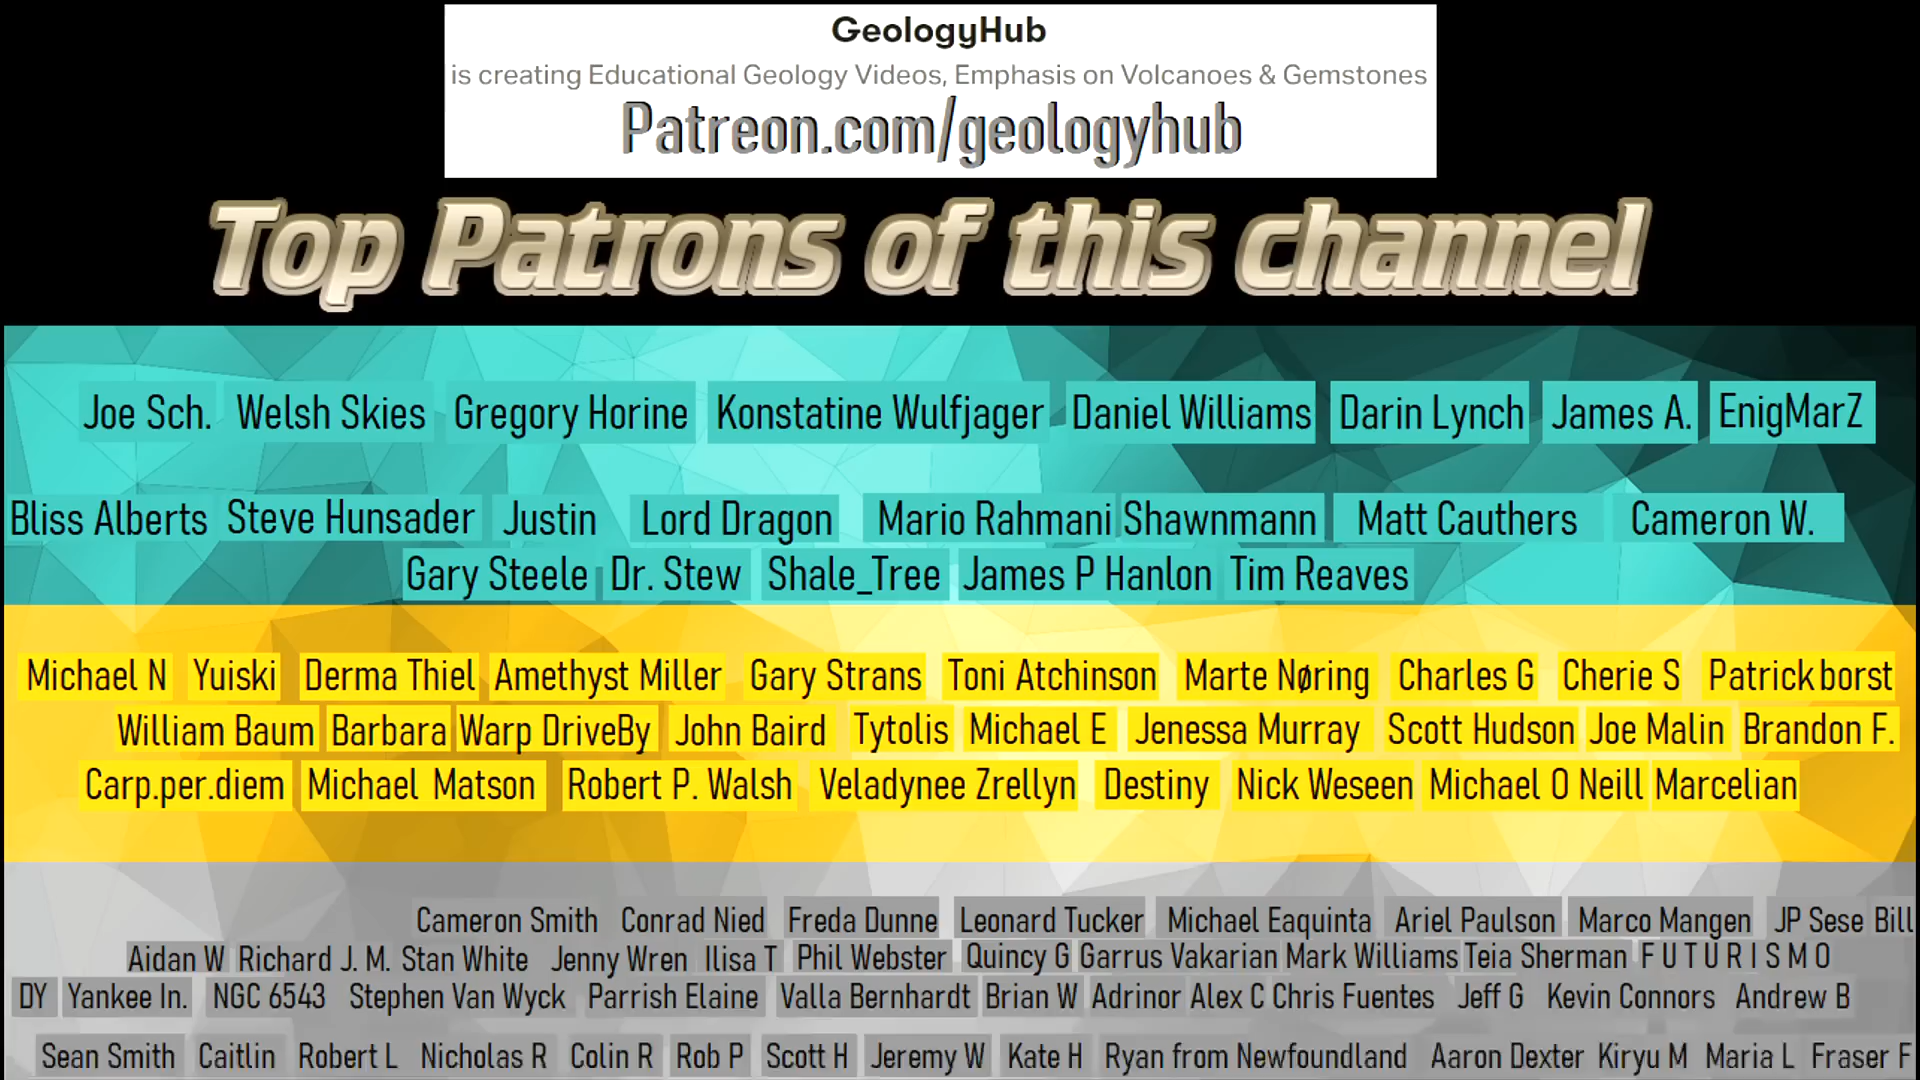 GeologyHub
is creating Educational Geology Videos, Emphasis on Volcanoes & Gemstones
Patreon.com/geologyhub
Top Patrons of this channel
Joe Sch. Welsh Skies Gregory Horine Konstatine Wulfjager Daniel Williams Darin Lynch James A. EnigMarZ
Bliss Alberts Steve Hunsader Justin Lord Dragon Mario Rahmani Shawnmann Matt Cauthers Cameron W.
Gary Steele Dr. Stew Shale_Tree James P Hanlon Tim Reaves
Michael N Yuiski Derma Thiel Amethyst Miller Gary Strans Toni Atchinson Marte Nøring Charles G Cherie S Patrick borst
William Baum Barbara Warp DriveBy John Baird Tytolis Michael E Jenessa Murray Scott Hudson Joe Malin Brandon F.
Carp.per.diem Michael Matson Robert P. Walsh Veladynee Zrellyn Destiny Nick Weseen Michael O Neill Marcelian
Cameron Smith Conrad Nied Freda Dunne Leonard Tucker Michael Eaquinta Ariel Paulson Marco Mangen JP Sese Bill
Aidan W Richard J. M. Stan White Jenny Wren Ilisa T Phil Webster Quincy G Garrus Vakarian Mark Williams Teia Sherman F U T U R I S M O
DY Yankee In. NGC 6543 Stephen Van Wyck Parrish Elaine Valla Bernhardt Brian W Adrinor Alex C Chris Fuentes Jeff G Kevin Connors Andrew B
Sean Smith Caitlin Robert L Nicholas R Colin R Rob P Scott H Jeremy W Kate H Ryan from Newfoundland Aaron Dexter Kiryu M Maria L Fraser F